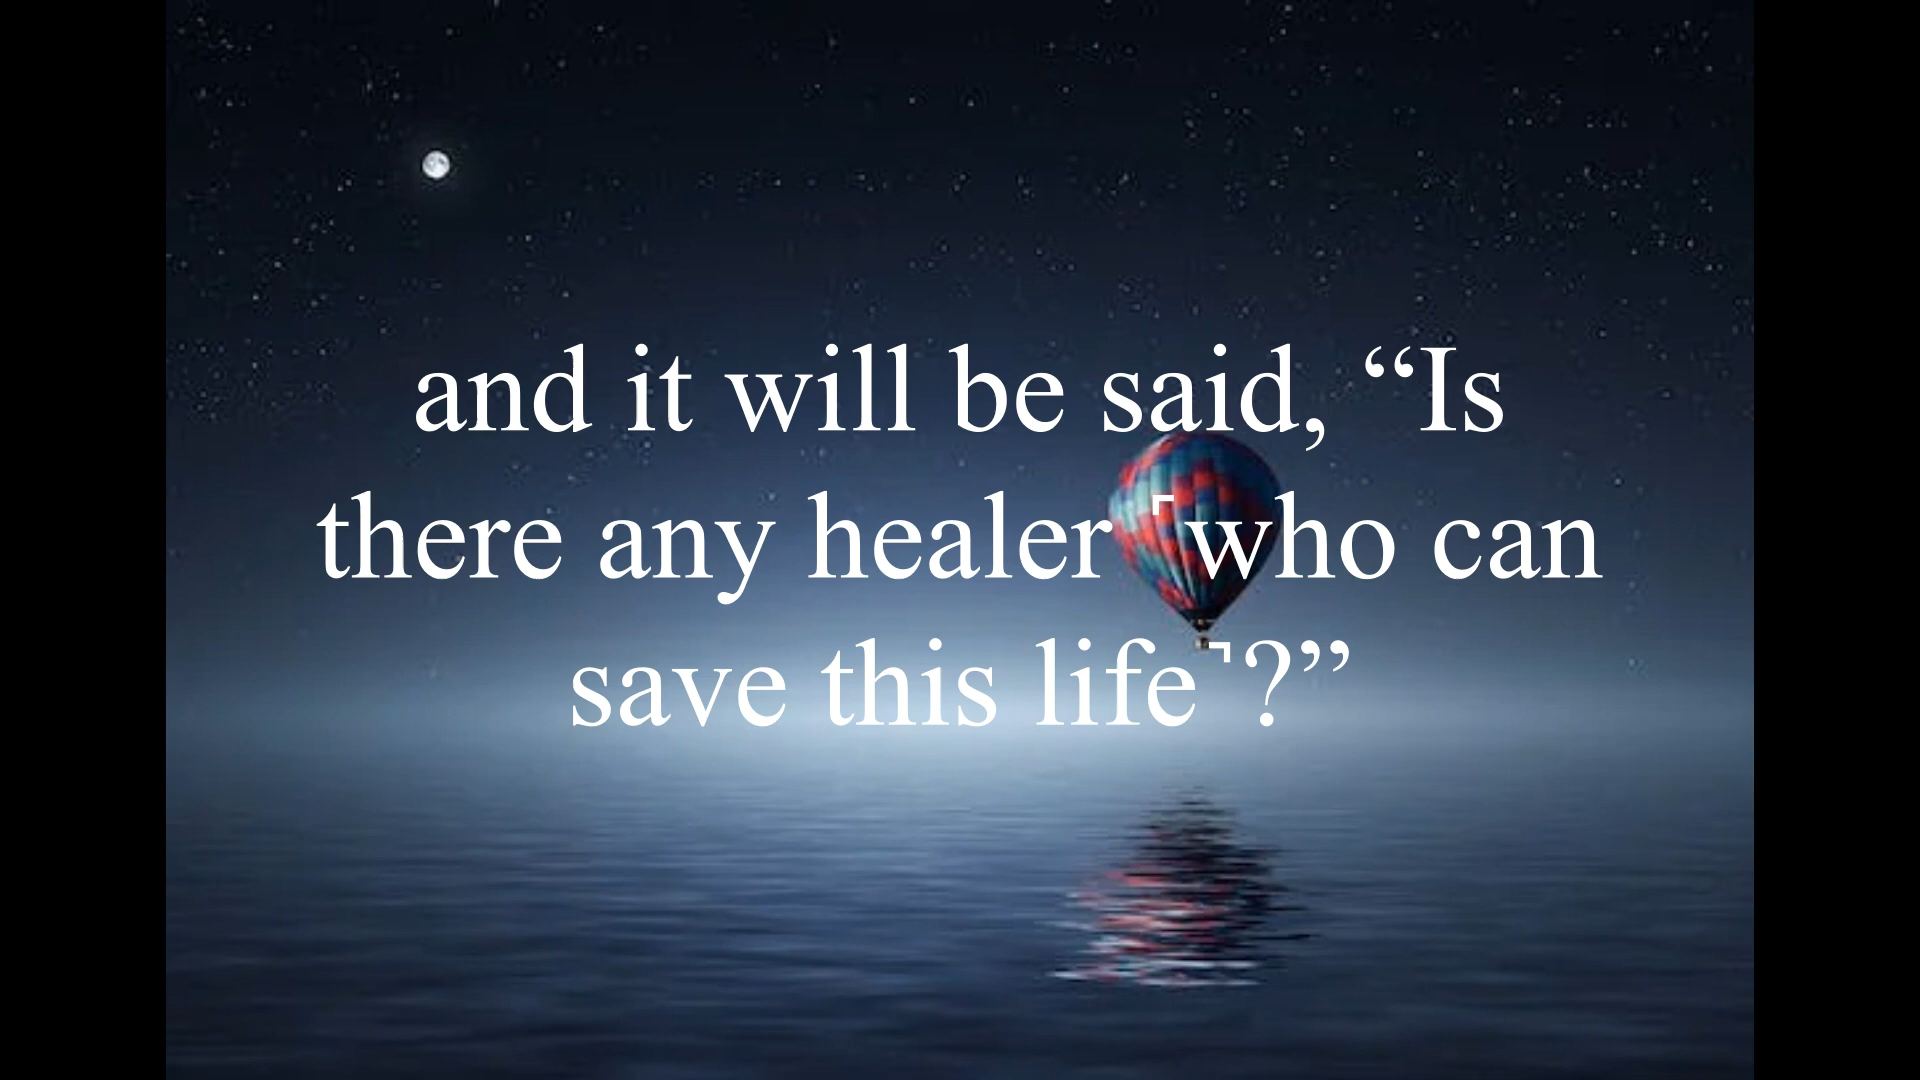 and it will be said, “Is
there any healer ˹who can
save this life˺?”